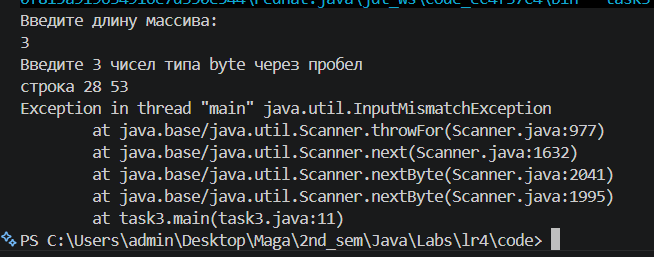 Введите длину массива:
3
Введите 3 чисел типа byte через пробел
строка 28 53
Exception in thread "main" java.util.InputMismatchException
at java.base/java.util.Scanner.throwFor(Scanner.java:977)
at java.base/java.util.Scanner.next(Scanner.java:1632)
at java.base/java.util.Scanner.nextByte(Scanner.java:2041)
at java.base/java.util.Scanner.nextByte(Scanner.java:1995)
at task3.main(task3.java:11)
PS C:\Users\admin\Desktop\Maga\2nd_sem\Java\Labs\lr4\code>